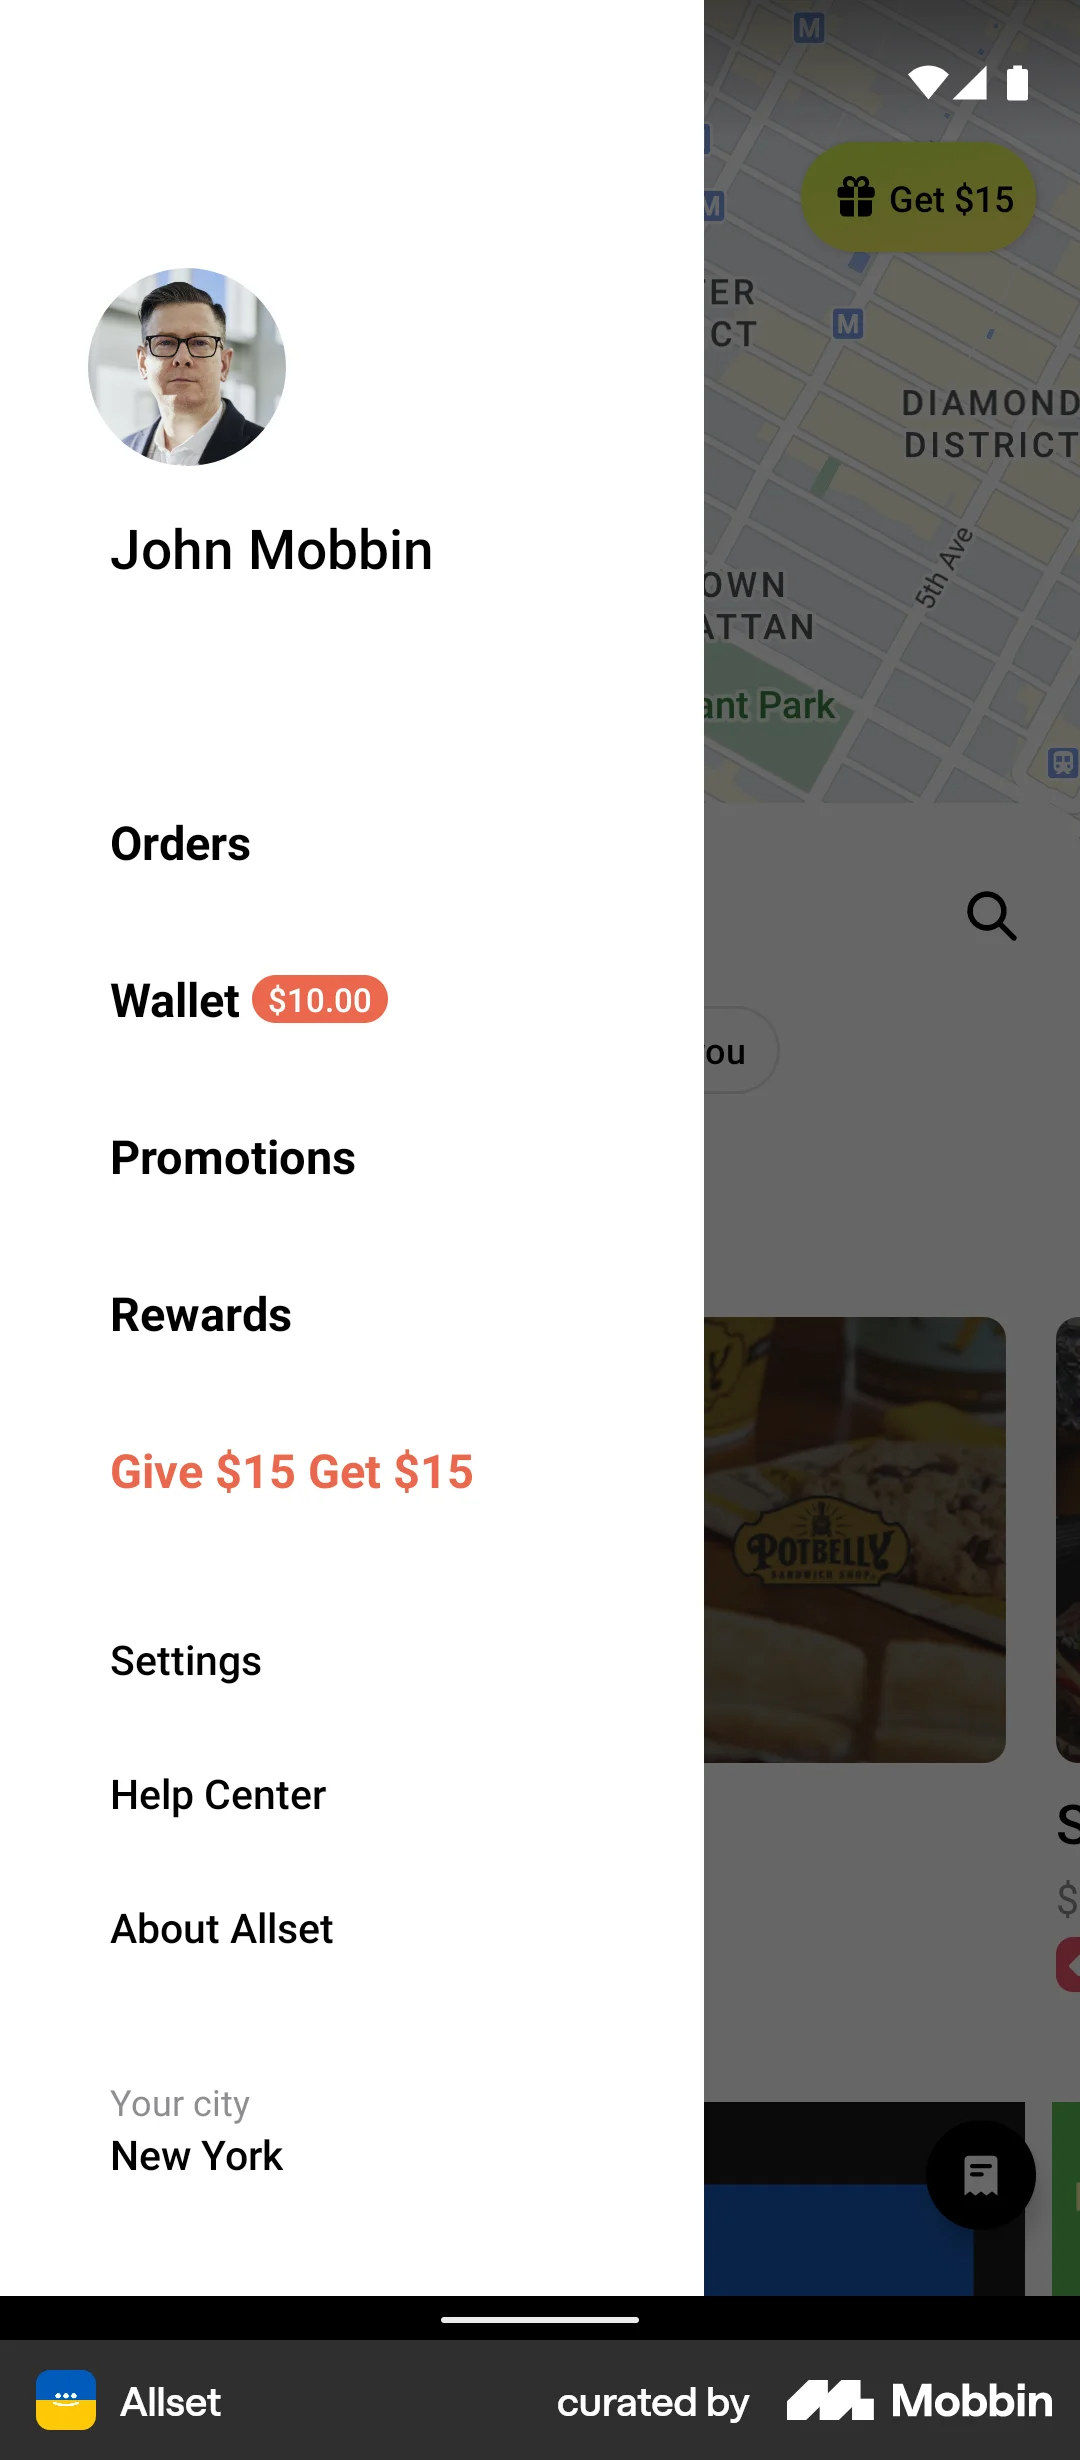 M
M
M
Get $15
ER
CT
M
DIAMOND
DISTRICT
5th Ave
OWN
ATTAN
ant Park
John Mobbin
Orders
Wallet $10.00
you
Promotions
Rewards
Give $15 Get $15
POTBELLY
SANDWICH SHOP
Settings
Help Center
S
$
About Allset
Your city
New York
Allset
curated by Mobbin